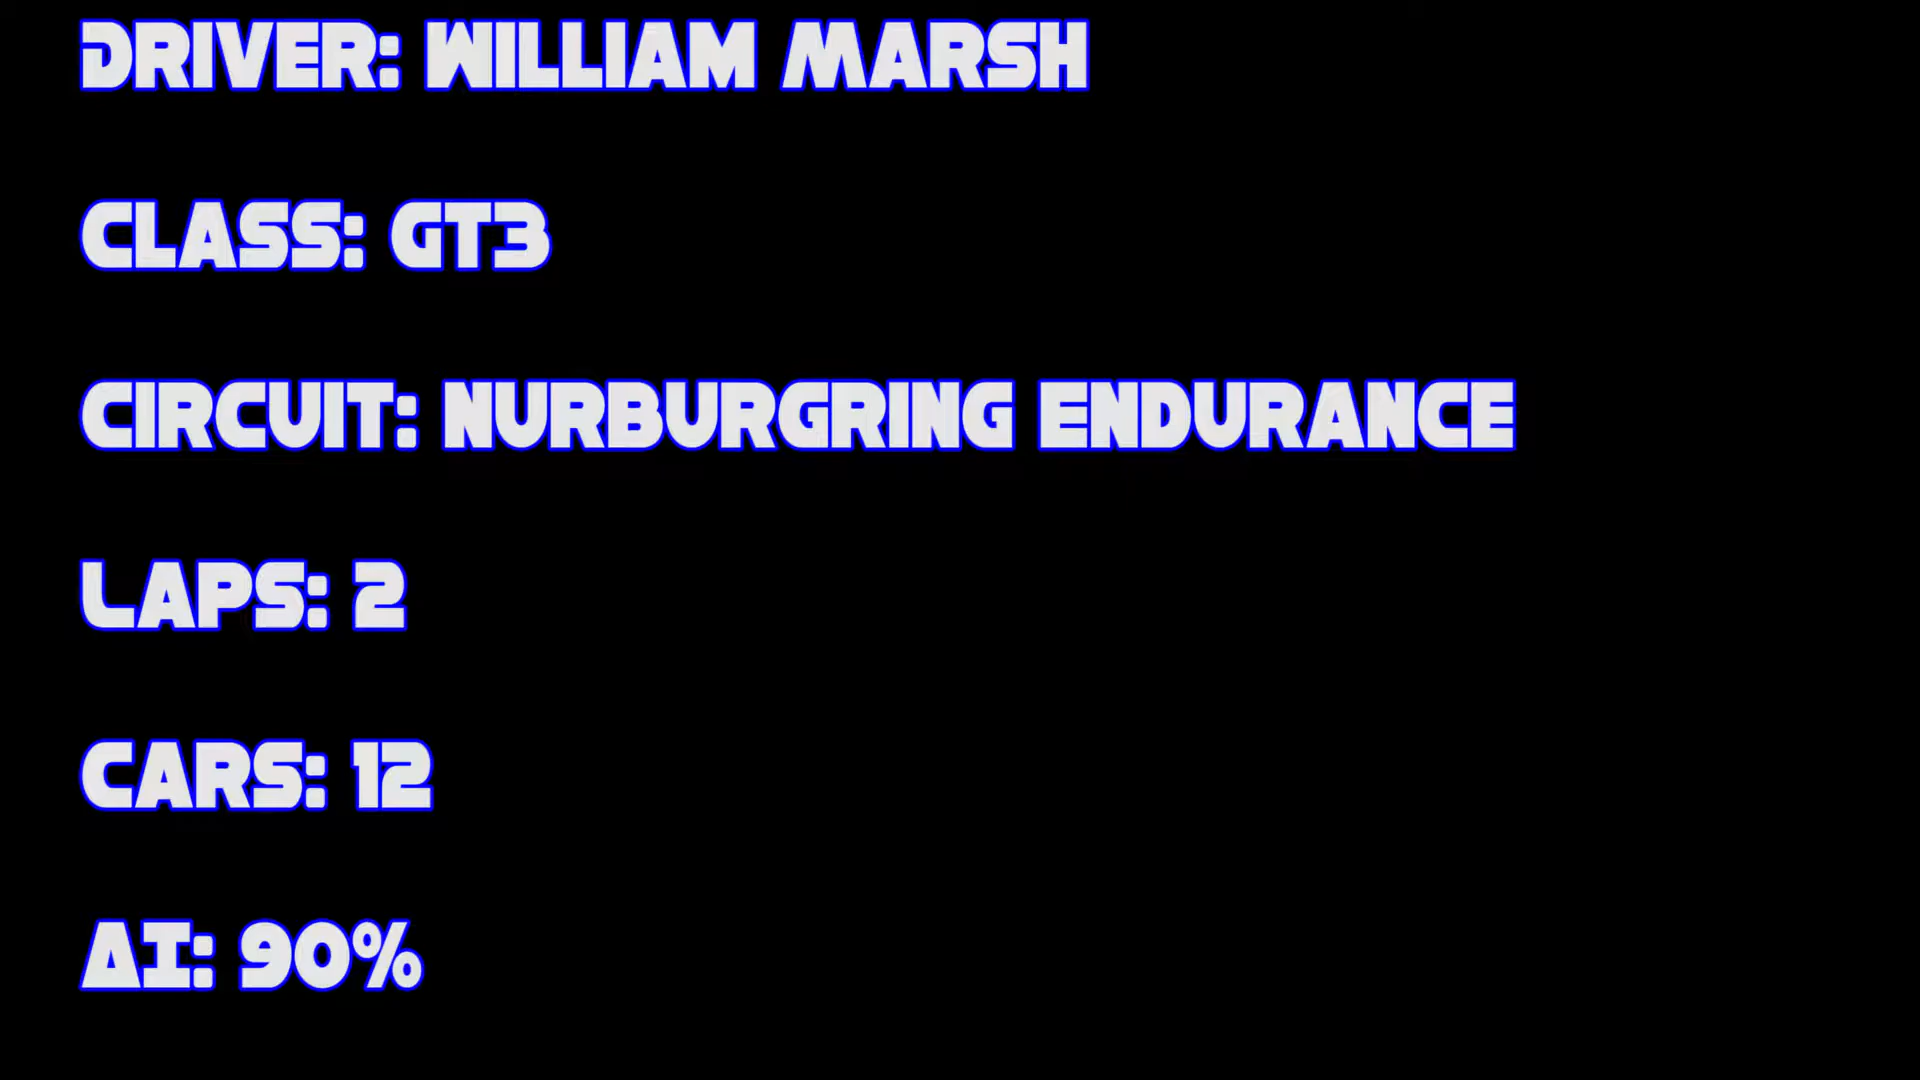 DRIVER: WILLIAM MARSH
CLASS: GT3
CIRCUIT: NURBURGRING ENDURANCE
LAPS: 2
CARS: 12
AI: 90%